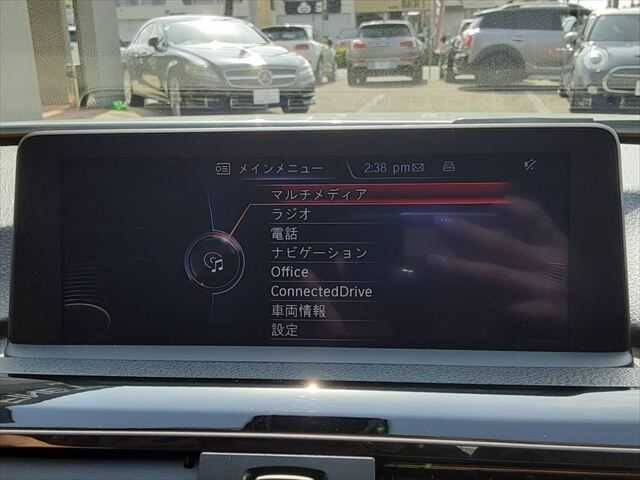 メインメニュー 2:38 pm
マルチメディア
ラジオ
電話
ナビゲーション
Office
ConnectedDrive
車両情報
設定